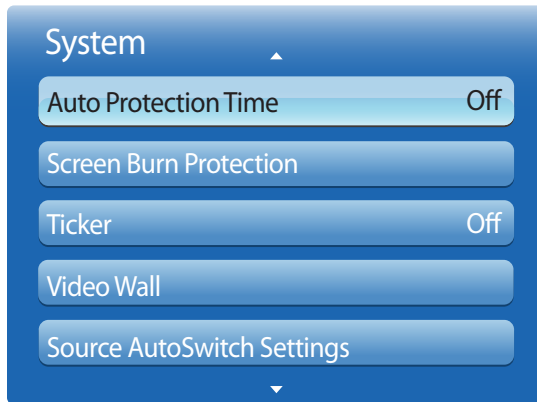 System
Auto Protection Time Off
Screen Burn Protection
Ticker Off
Video Wall
Source AutoSwitch Settings